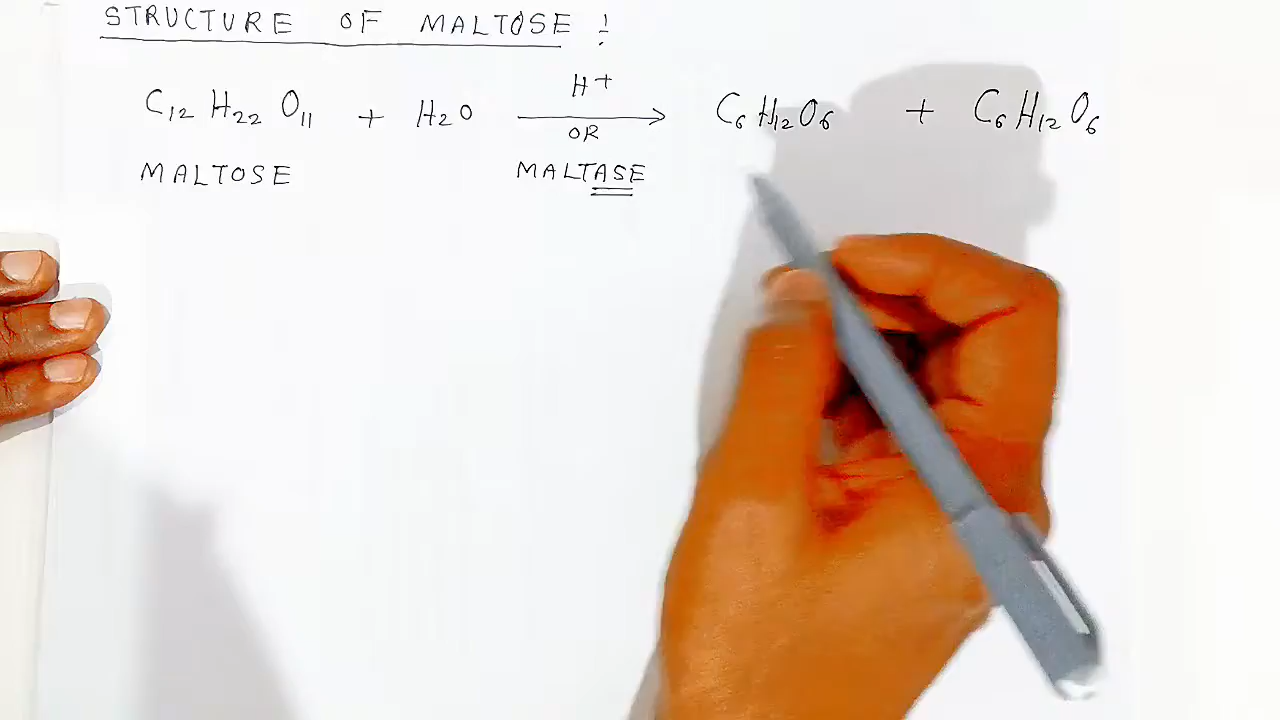 STRUCTURE OF MALTOSE :
H+
C12 H22 O11 + H2O → C6H12O6 + C6H12O6
OR
MALTOSE MALTASE